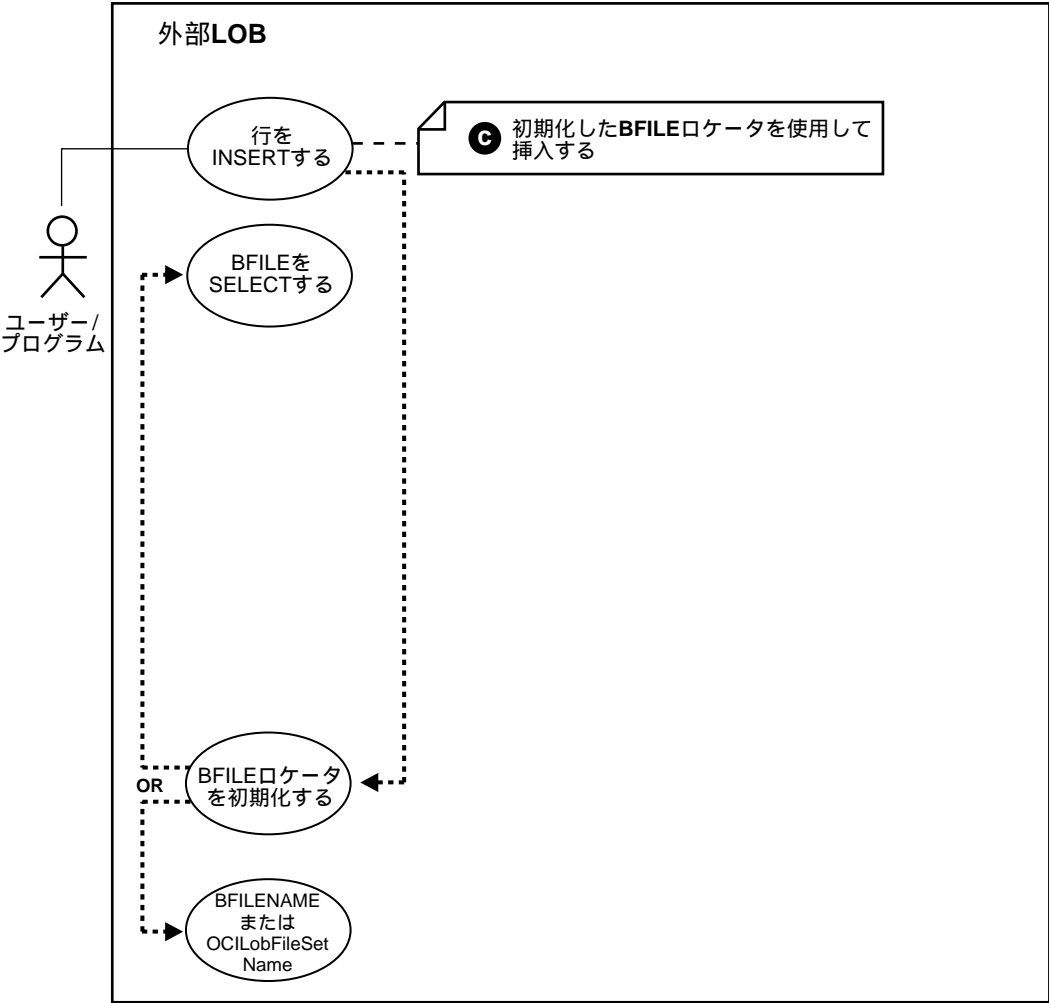 外部LOB
行を
INSERTする
C
初期化したBFILEロケータを使用して
挿入する
BFILEを
SELECTする
ユーザー/
プログラム
BFILEロケータ
を初期化する
OR
BFILENAME
または
OCILobFileSet
Name